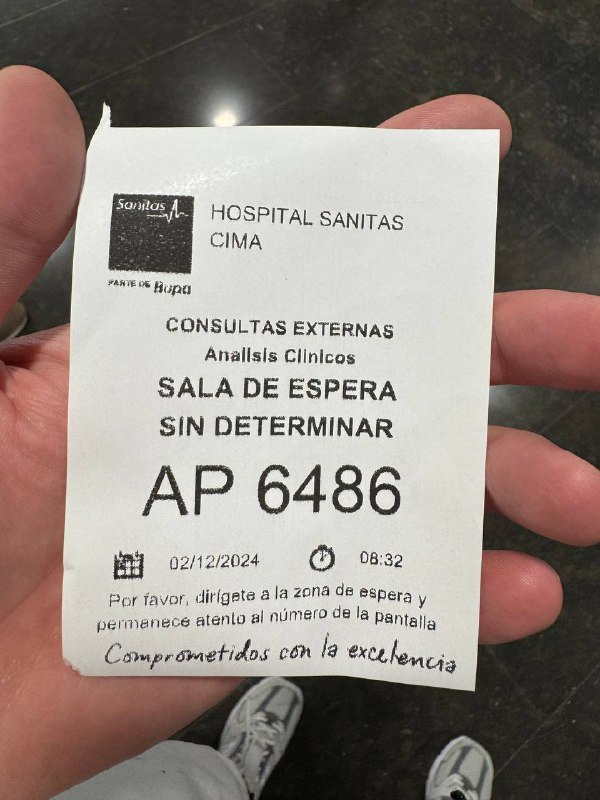 Sanitas
PARTE DE Bupa
HOSPITAL SANITAS
CIMA
CONSULTAS EXTERNAS
Analisis Clinicos
SALA DE ESPERA
SIN DETERMINAR
AP 6486
02/12/2024 08:32
Por favor, dirígete a la zona de espera y
permanece atento al número de la pantalla
Comprometidos con la excelencia